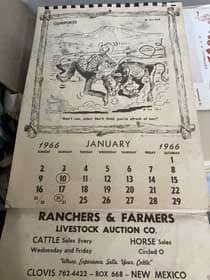 COWPOKES
1966 JANUARY 1966
SUNDAY MONDAY TUESDAY WEDNESDAY THURSDAY FRIDAY SATURDAY
1
2 3 4 5 6 7 8
9 10 11 12 13 14 15
16 17 18 19 20 21 22
23 24 25 26 27 28 29
30 31
RANCHERS & FARMERS
LIVESTOCK AUCTION CO.
CATTLE Sales Every HORSE Sales
Wednesday and Friday Circled O
"Where Experience Sells Your Cattle"
CLOVIS 762-4422 - BOX 668 - NEW MEXICO